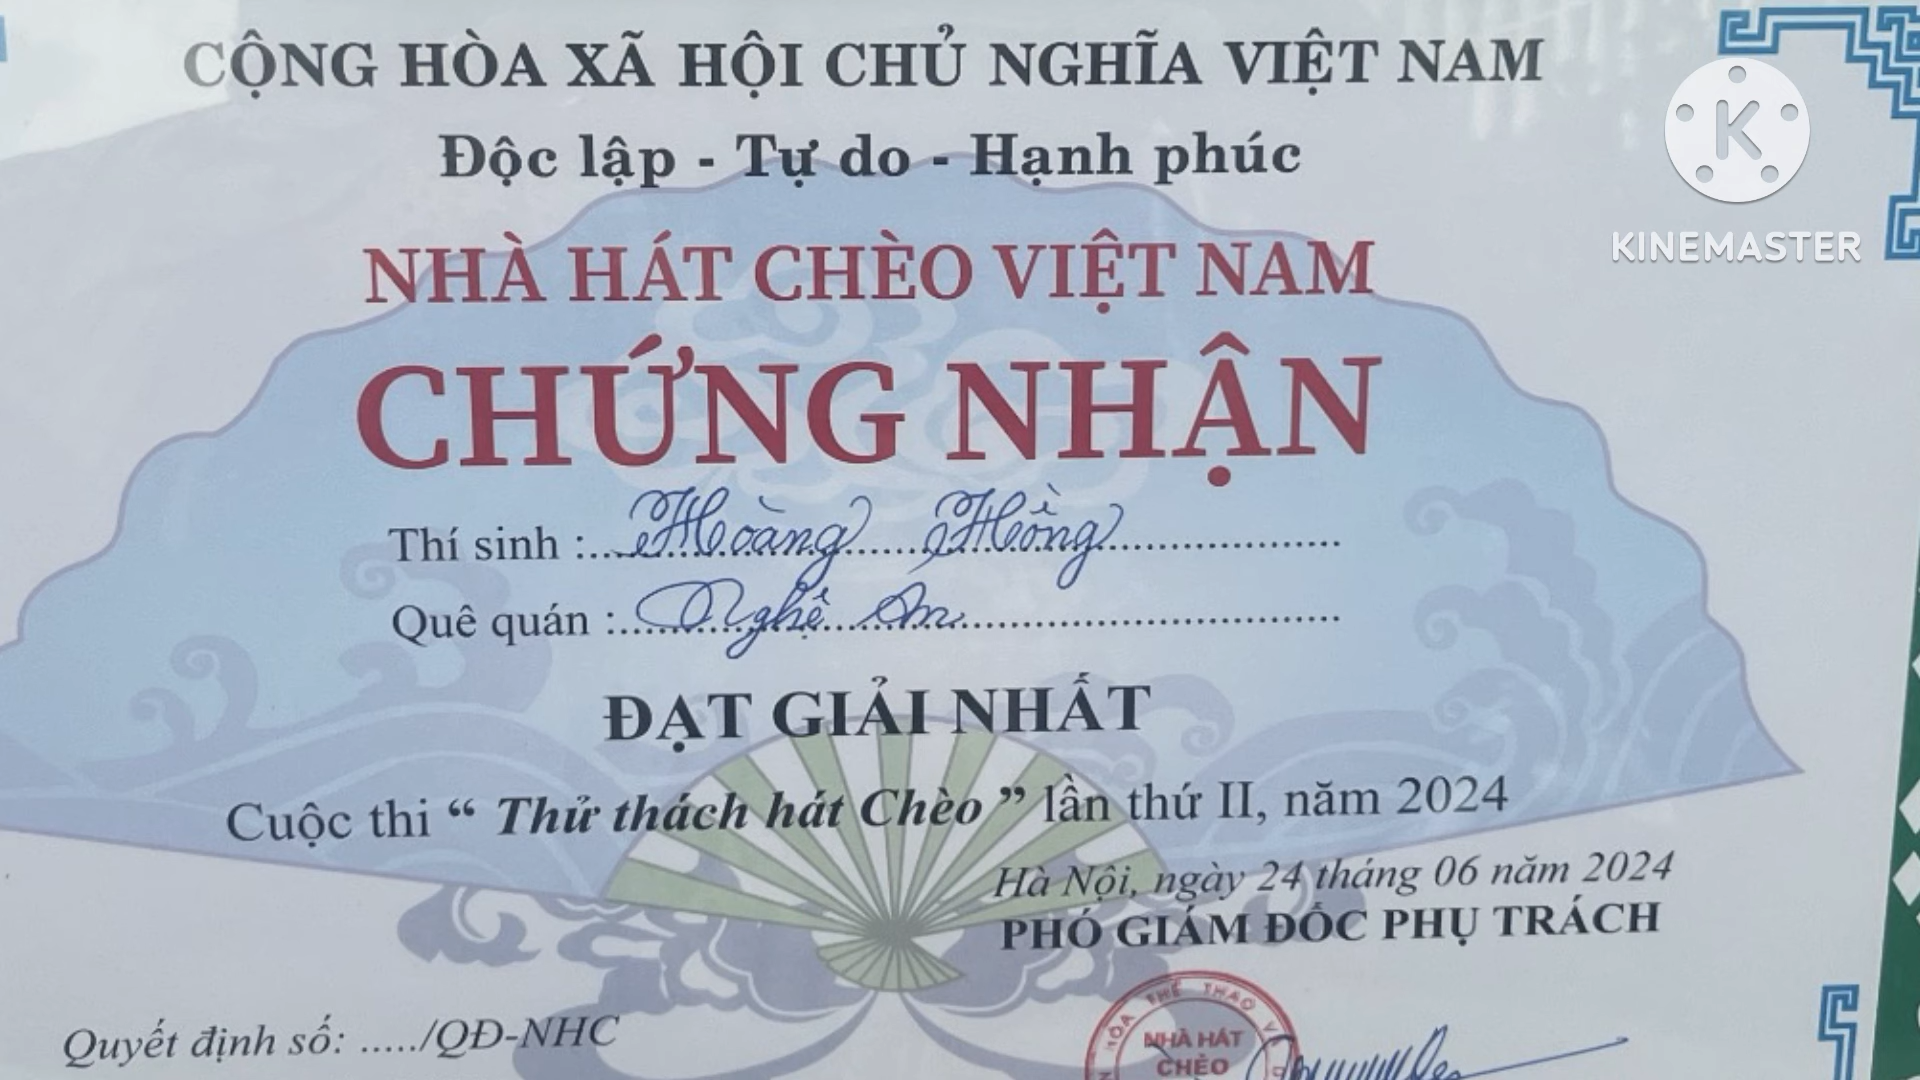 CỘNG HÒA XÃ HỘI CHỦ NGHĨA VIỆT NAM
Độc lập - Tự do - Hạnh phúc
KINEMASTER
NHÀ HÁT CHÈO VIỆT NAM
CHỨNG NHẬN
Thí sinh :..Hoàng Hồng..........
Quê quán :..Nghệ An..........
ĐẠT GIẢI NHẤT
Cuộc thi “ Thử thách hát Chèo ” lần thứ II, năm 2024
Hà Nội, ngày 24 tháng 06 năm 2024
PHÓ GIÁM ĐỐC PHỤ TRÁCH
Quyết định số: ...../QĐ-NHC
HÓA THỂ THAO V
NHÀ HÁT
CHÈO